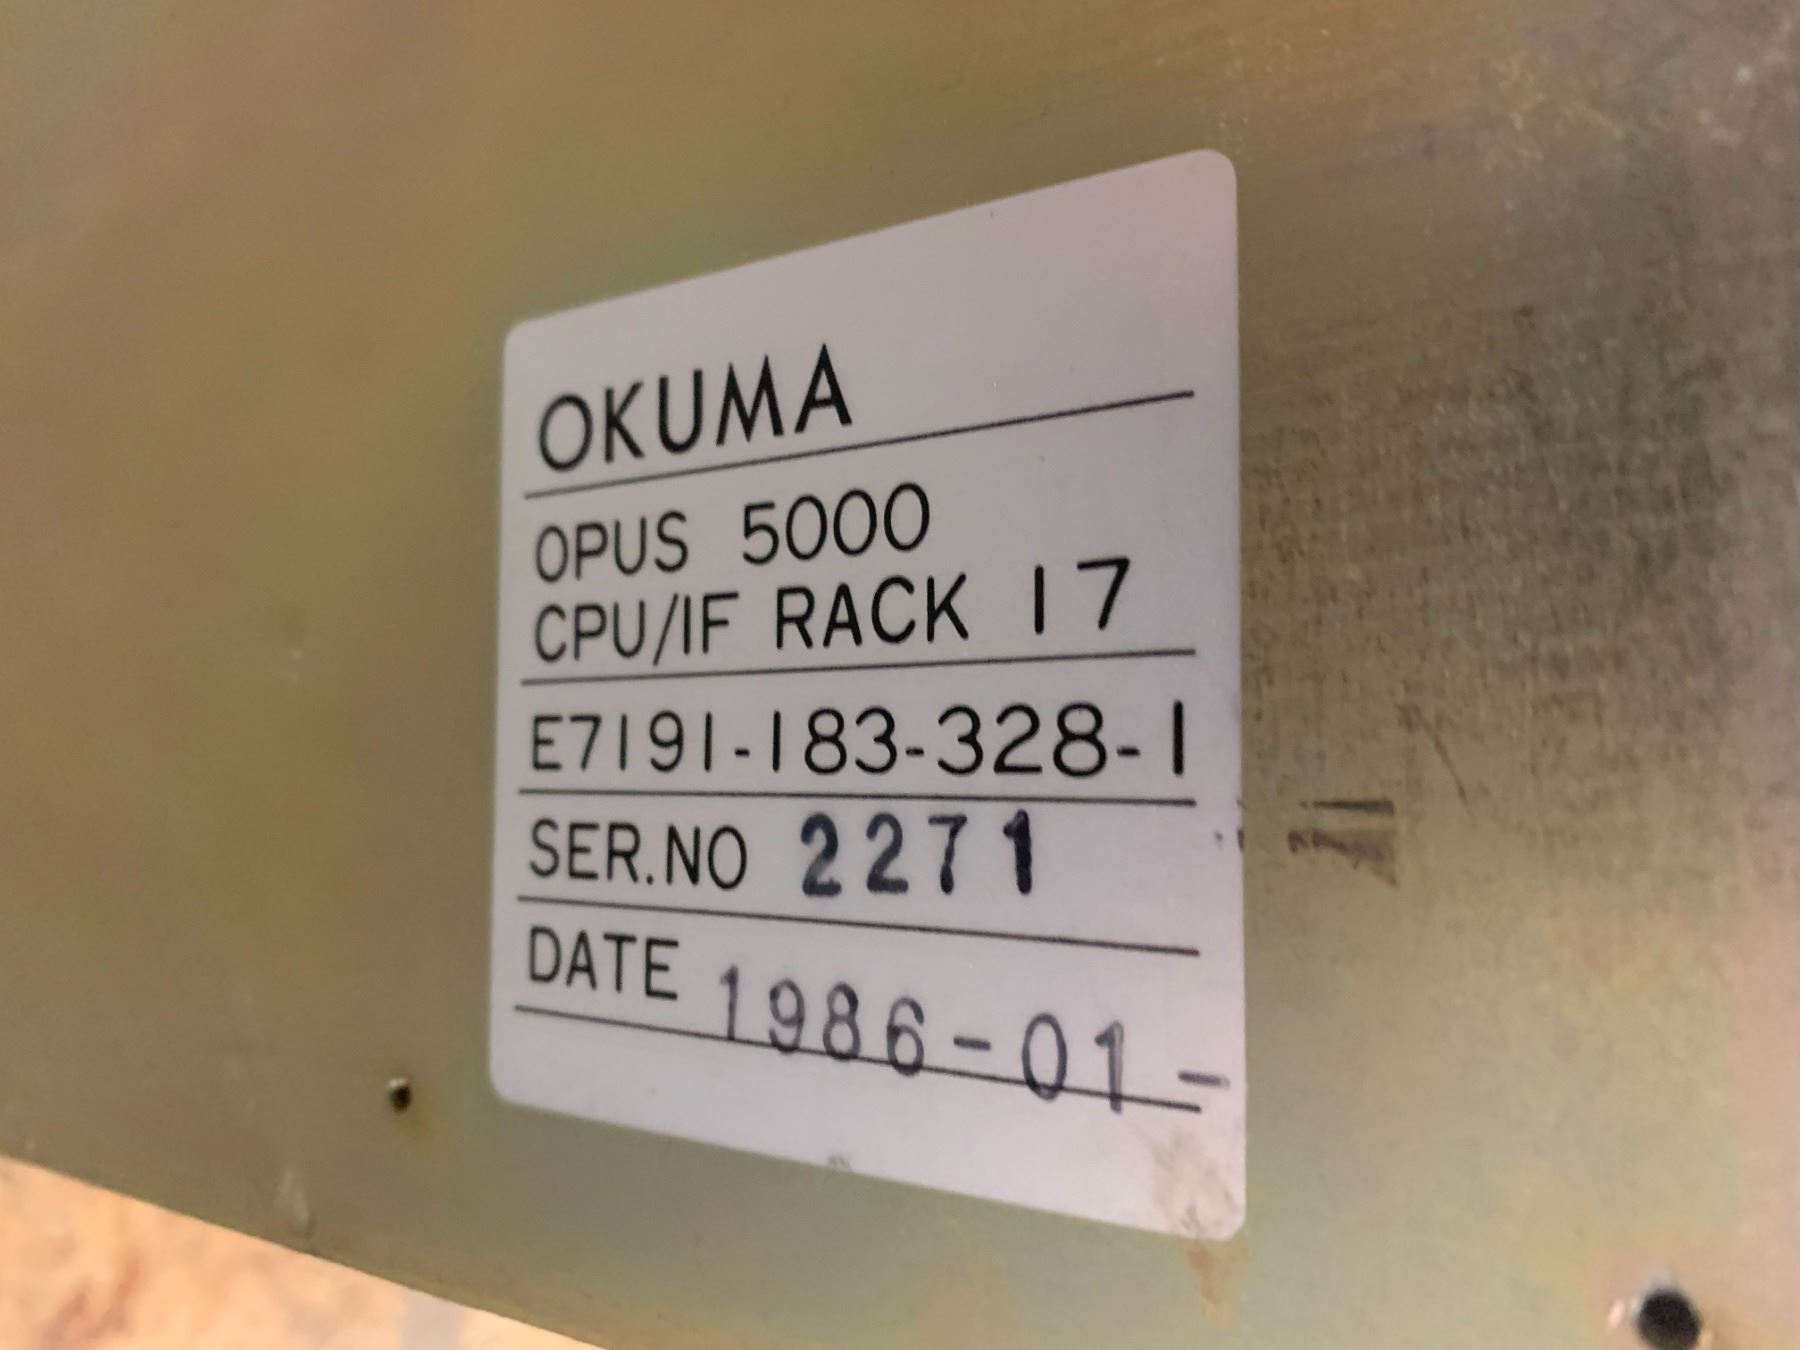 OKUMA
OPUS 5000
CPU/IF RACK 17
E7191-183-328-1
SER.NO 2271
DATE 1986-01-